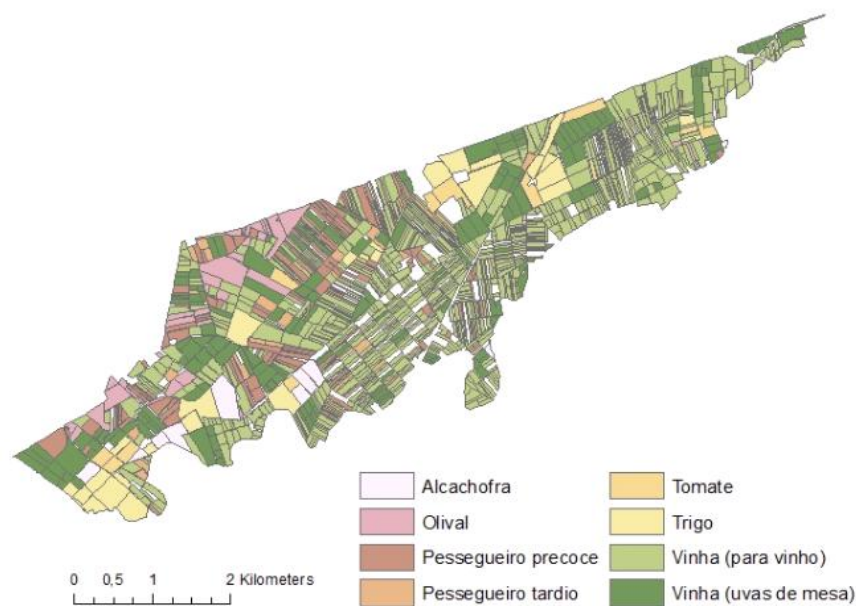 Alcachofra
Olival
Pessegueiro precoce
Pessegueiro tardio
Tomate
Trigo
Vinha (para vinho)
Vinha (uvas de mesa)
0 0,5 1 2 Kilometers